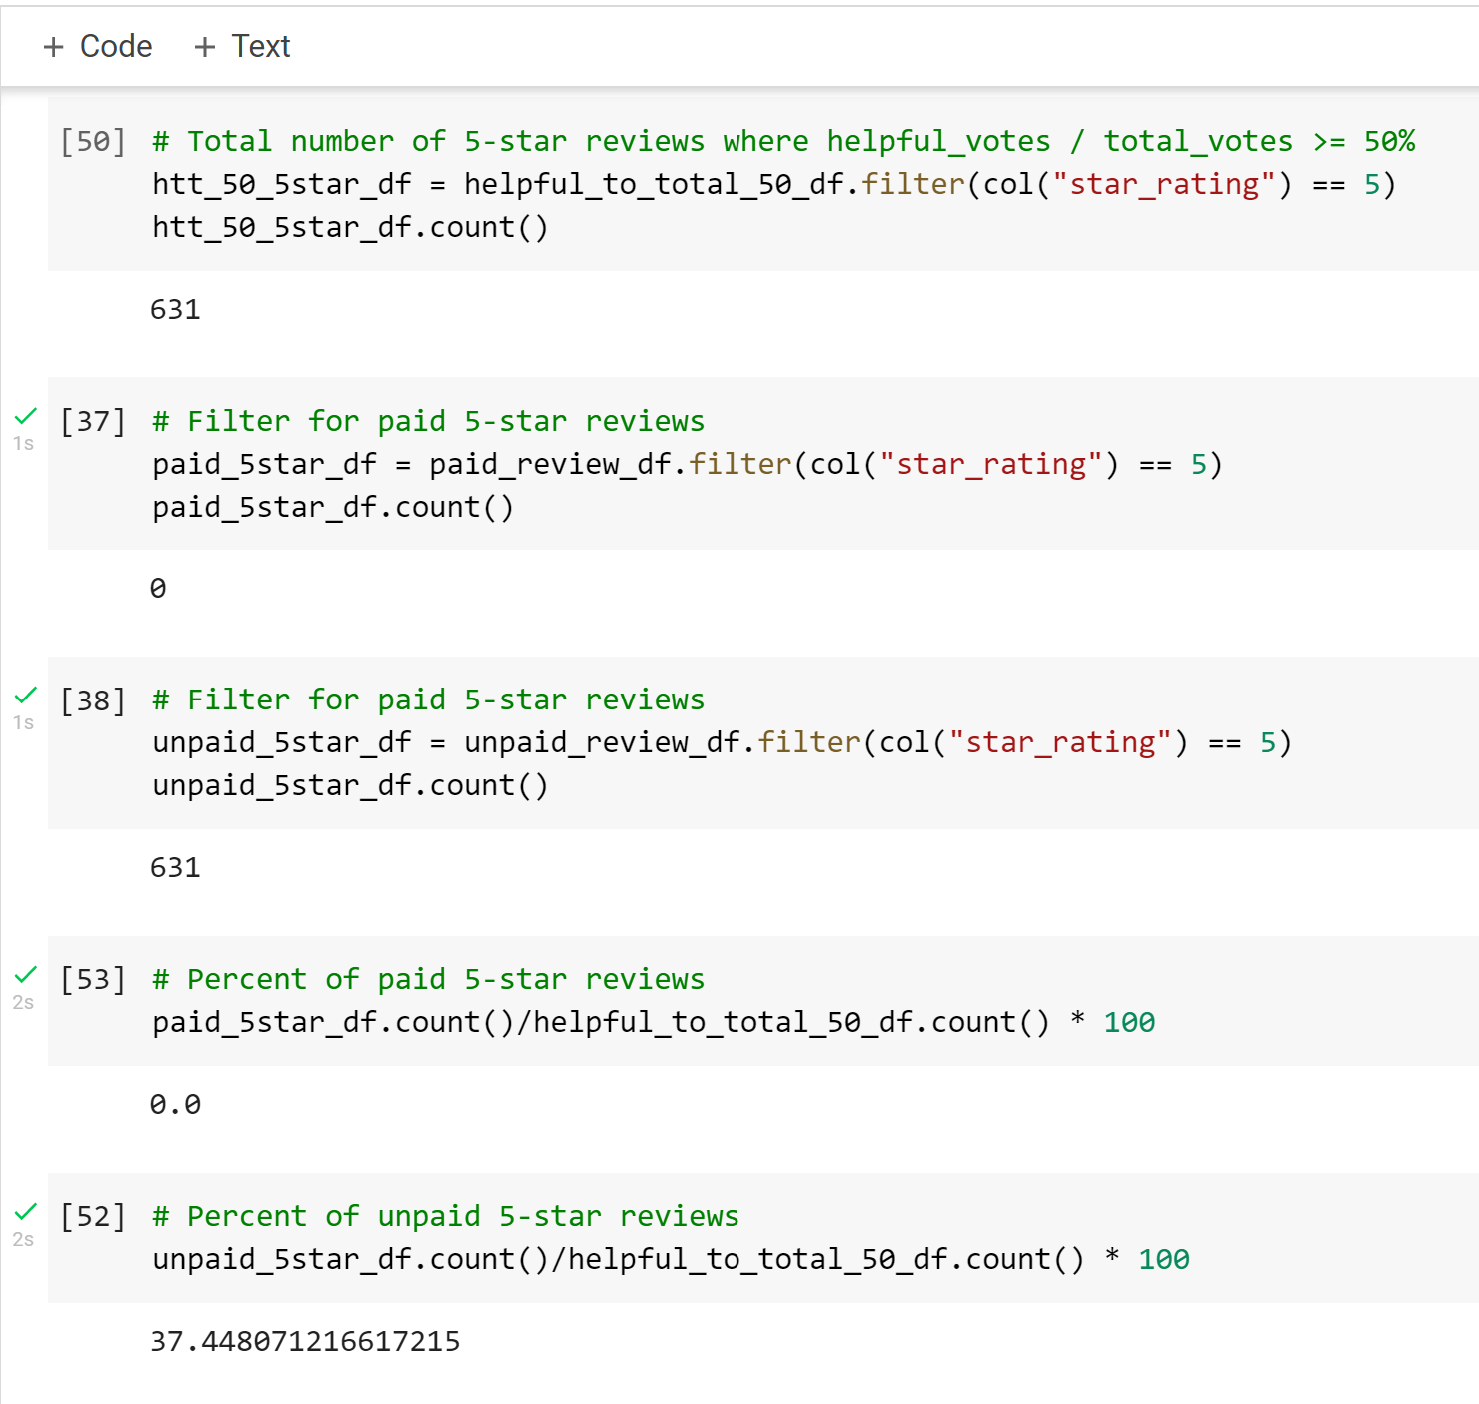 + Code + Text
[50] # Total number of 5-star reviews where helpful_votes / total_votes >= 50%
htt_50_5star_df = helpful_to_total_50_df.filter(col("star_rating") == 5)
htt_50_5star_df.count()
631
[37] # Filter for paid 5-star reviews
1s
paid_5star_df = paid_review_df.filter(col("star_rating") == 5)
paid_5star_df.count()
0
[38] # Filter for paid 5-star reviews
1s
unpaid_5star_df = unpaid_review_df.filter(col("star_rating") == 5)
unpaid_5star_df.count()
631
[53] # Percent of paid 5-star reviews
2s
paid_5star_df.count()/helpful_to_total_50_df.count() * 100
0.0
[52] # Percent of unpaid 5-star reviews
2s
unpaid_5star_df.count()/helpful_to_total_50_df.count() * 100
37.448071216617215